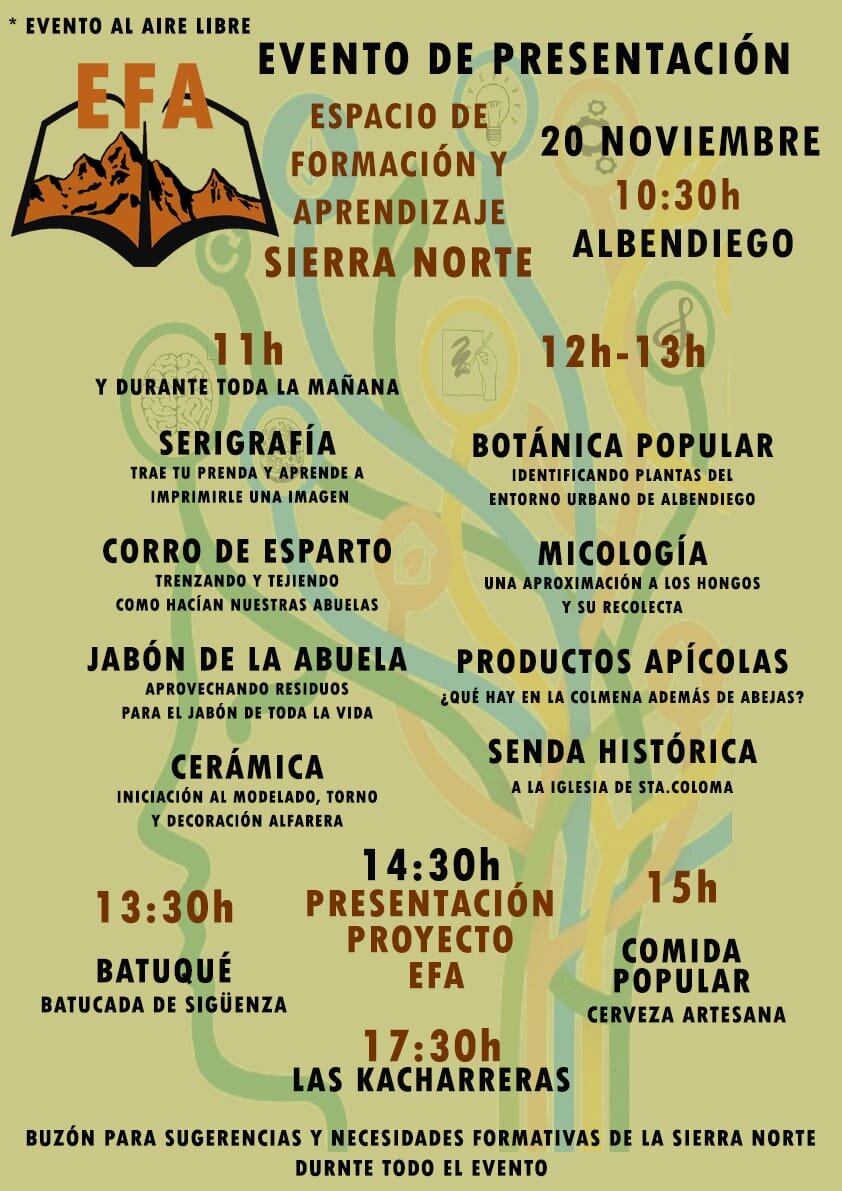 * EVENTO AL AIRE LIBRE
EFA
EVENTO DE PRESENTACIÓN
ESPACIO DE
FORMACIÓN Y
APRENDIZAJE
SIERRA NORTE
20 NOVIEMBRE
10:30h
ALBENDIEGO
11h
Y DURANTE TODA LA MAÑANA
SERIGRAFÍA
TRAE TU PRENDA Y APRENDE A
IMPRIMIRLE UNA IMAGEN
CORRO DE ESPARTO
TRENZANDO Y TEJIENDO
COMO HACÍAN NUESTRAS ABUELAS
JABÓN DE LA ABUELA
APROVECHANDO RESIDUOS
PARA EL JABÓN DE TODA LA VIDA
CERÁMICA
INICIACIÓN AL MODELADO, TORNO
Y DECORACIÓN ALFARERA
12h-13h
BOTÁNICA POPULAR
IDENTIFICANDO PLANTAS DEL
ENTORNO URBANO DE ALBENDIEGO
MICOLOGÍA
UNA APROXIMACIÓN A LOS HONGOS
Y SU RECOLECTA
PRODUCTOS APÍCOLAS
¿QUÉ HAY EN LA COLMENA ADEMÁS DE ABEJAS?
SENDA HISTÓRICA
A LA IGLESIA DE STA.COLOMA
13:30h
BATUQUÉ
BATUCADA DE SIGÜENZA
14:30h
PRESENTACIÓN
PROYECTO
EFA
15h
COMIDA
POPULAR
CERVEZA ARTESANA
17:30h
LAS KACHARRERAS
BUZÓN PARA SUGERENCIAS Y NECESIDADES FORMATIVAS DE LA SIERRA NORTE
DURNTE TODO EL EVENTO